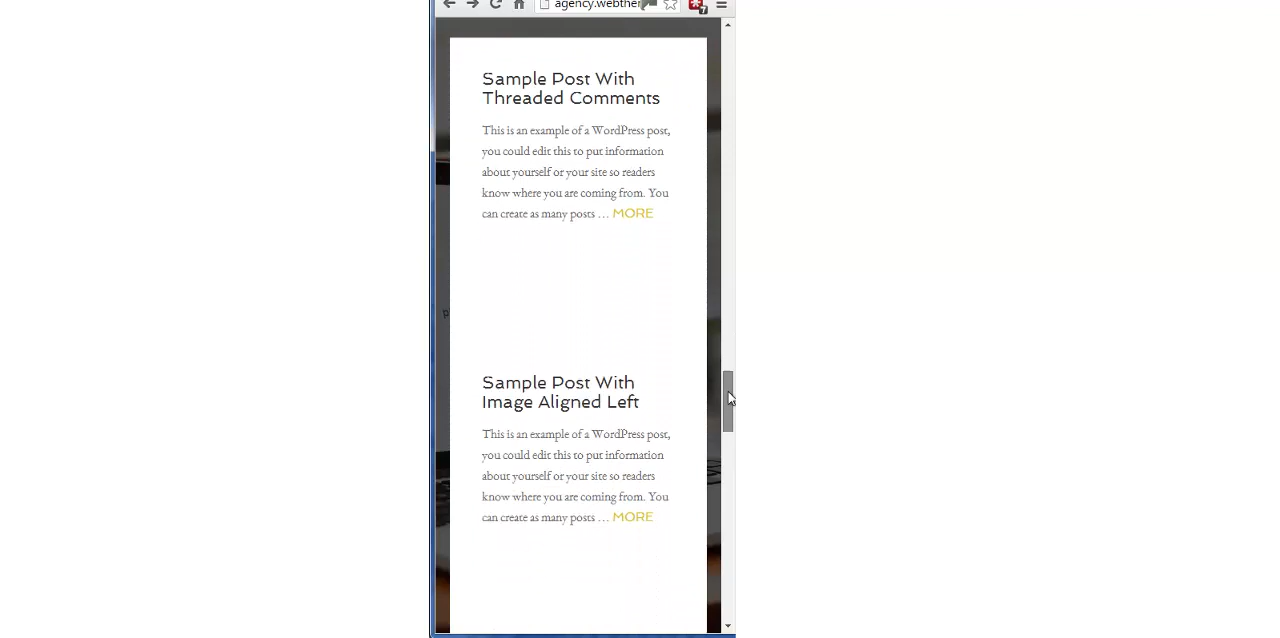 agency.webther
7
Sample Post With
Threaded Comments
This is an example of a WordPress post,
you could edit this to put information
about yourself or your site so readers
know where you are coming from. You
can create as many posts … MORE
Sample Post With
Image Aligned Left
This is an example of a WordPress post,
you could edit this to put information
about yourself or your site so readers
know where you are coming from. You
can create as many posts … MORE